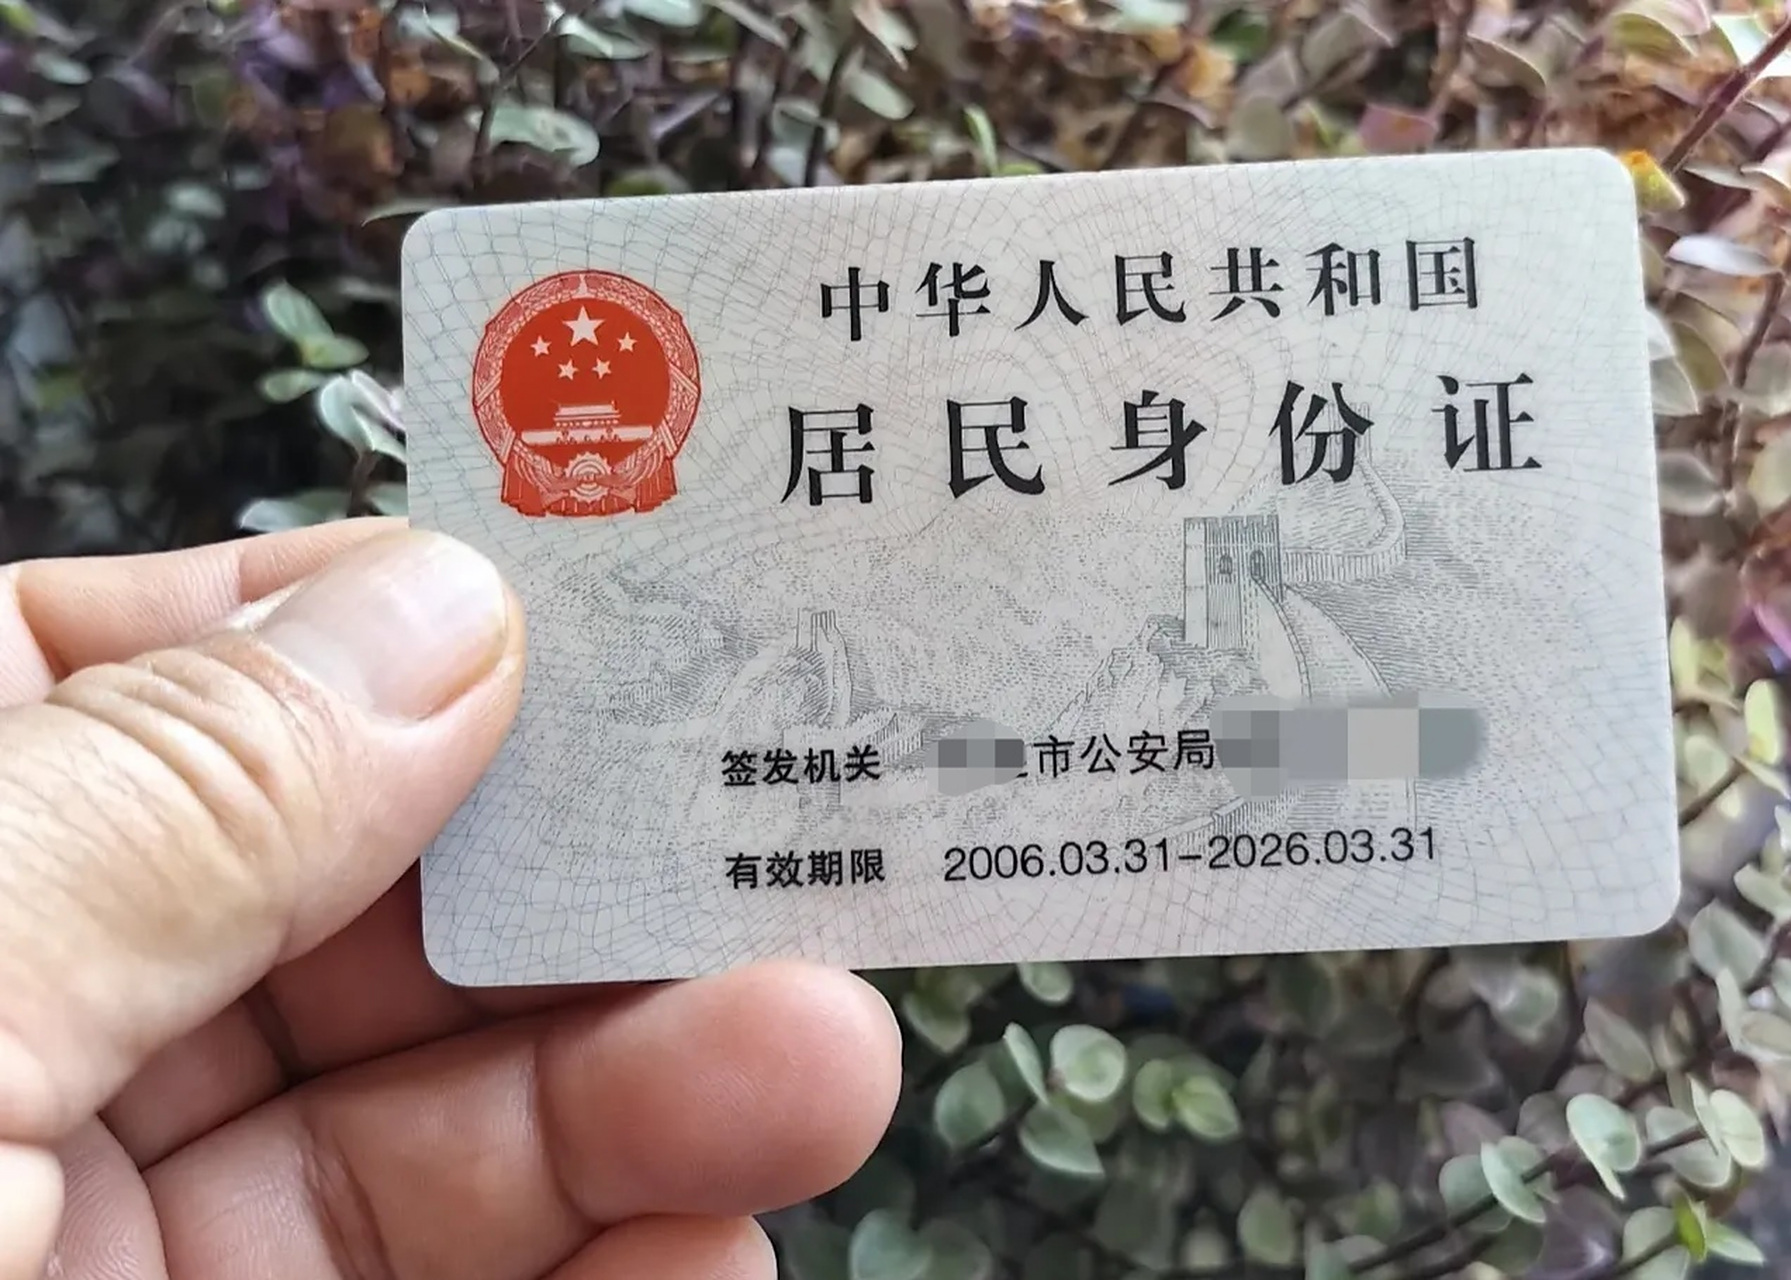 中华人民共和国
居民身份证
签发机关 市公安局
有效期限 2006.03.31-2026.03.31